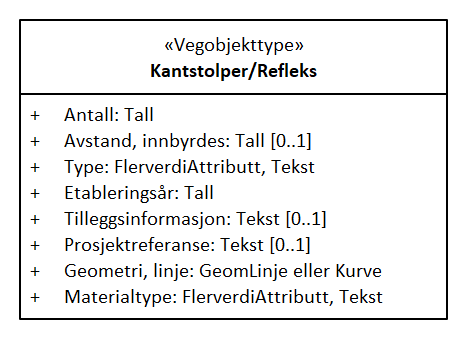 «Vegobjekttype»
Kantstolper/Refleks
+ Antall: Tall
+ Avstand, innbyrdes: Tall [0..1]
+ Type: FlerverdiAttributt, Tekst
+ Etableringsår: Tall
+ Tilleggsinformasjon: Tekst [0..1]
+ Prosjektreferanse: Tekst [0..1]
+ Geometri, linje: GeomLinje eller Kurve
+ Materialtype: FlerverdiAttributt, Tekst